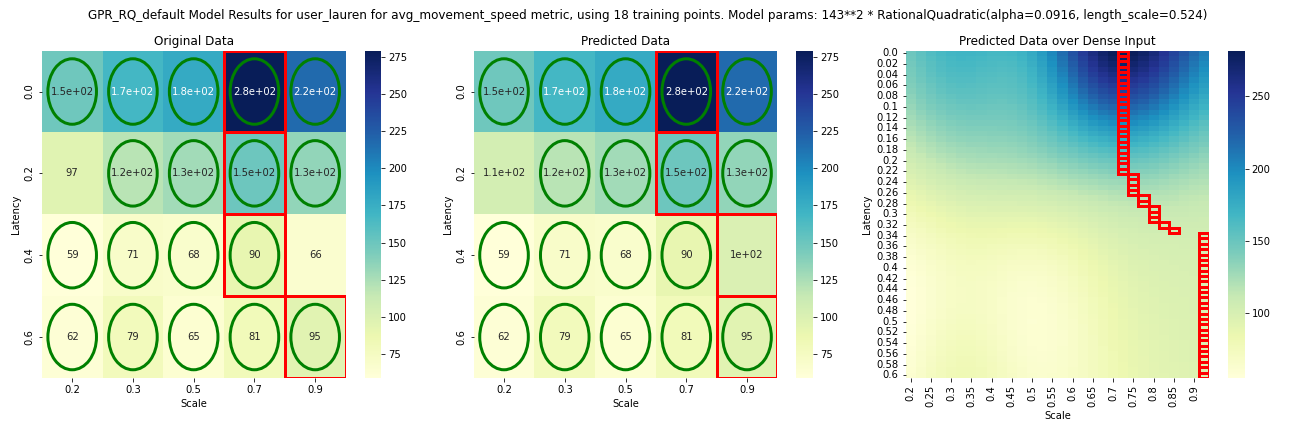 GPR_RQ_default Model Results for user_lauren for avg_movement_speed metric, using 18 training points. Model params: 143**2 * RationalQuadratic(alpha=0.0916, length_scale=0.524)
Original Data
Latency
0.0
0.2
0.4
0.6
1.5e+02 1.7e+02 1.8e+02 2.8e+02 2.2e+02
97 1.2e+02 1.3e+02 1.5e+02 1.3e+02
59 71 68 90 66
62 79 65 81 95
0.2 0.3 0.5 0.7 0.9
Scale
275
250
225
200
175
150
125
100
75
Predicted Data
Latency
0.0
0.2
0.4
0.6
1.5e+02 1.7e+02 1.8e+02 2.8e+02 2.2e+02
1.1e+02 1.2e+02 1.3e+02 1.5e+02 1.3e+02
59 71 68 90 1e+02
62 79 65 81 95
0.2 0.3 0.5 0.7 0.9
Scale
275
250
225
200
175
150
125
100
75
Predicted Data over Dense Input
Latency
0.0
0.02
0.04
0.06
0.08
0.1
0.12
0.14
0.16
0.18
0.2
0.22
0.24
0.26
0.28
0.3
0.32
0.34
0.36
0.38
0.4
0.42
0.44
0.46
0.48
0.5
0.52
0.54
0.56
0.58
0.6
0.2 0.25 0.3 0.35 0.4 0.45 0.5 0.55 0.6 0.65 0.7 0.75 0.8 0.85 0.9
Scale
250
200
150
100